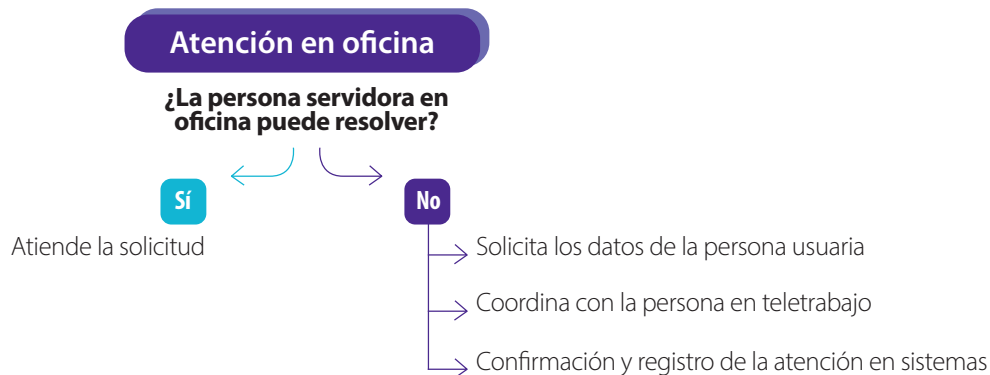 Atención en oficina
¿La persona servidora en
oficina puede resolver?
Sí
No
Atiende la solicitud
Solicita los datos de la persona usuaria
Coordina con la persona en teletrabajo
Confirmación y registro de la atención en sistemas